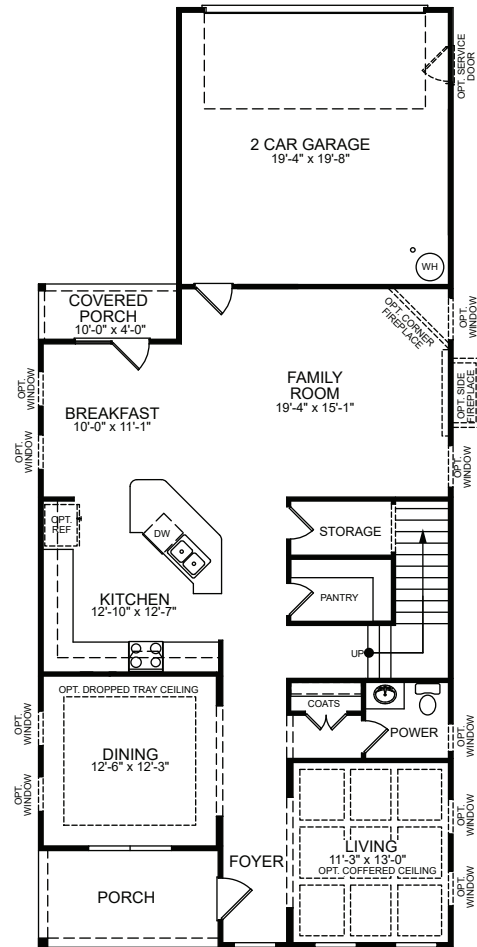 OPT. SERVICE
DOOR
2 CAR GARAGE
19'-4" x 19'-8"
WH
COVERED
PORCH
10'-0" x 4'-0"
OPT. CORNER
FIREPLACE
OPT.
WINDOW
OPT.
WINDOW
FAMILY
ROOM
19'-4" x 15'-1"
OPT. SIDE
FIREPLACE
BREAKFAST
10'-0" x 11'-1"
OPT.
WINDOW
OPT.
WINDOW
OPT.
REF
DW
STORAGE
KITCHEN
12'-10" x 12'-7"
PANTRY
UP
OPT. DROPPED TRAY CEILING
COATS
OPT.
WINDOW
POWER
OPT.
WINDOW
DINING
12'-6" x 12'-3"
OPT.
WINDOW
OPT.
WINDOW
LIVING
11'-3" x 13'-0"
OPT. COFFERED CEILING
FOYER
OPT.
WINDOW
PORCH